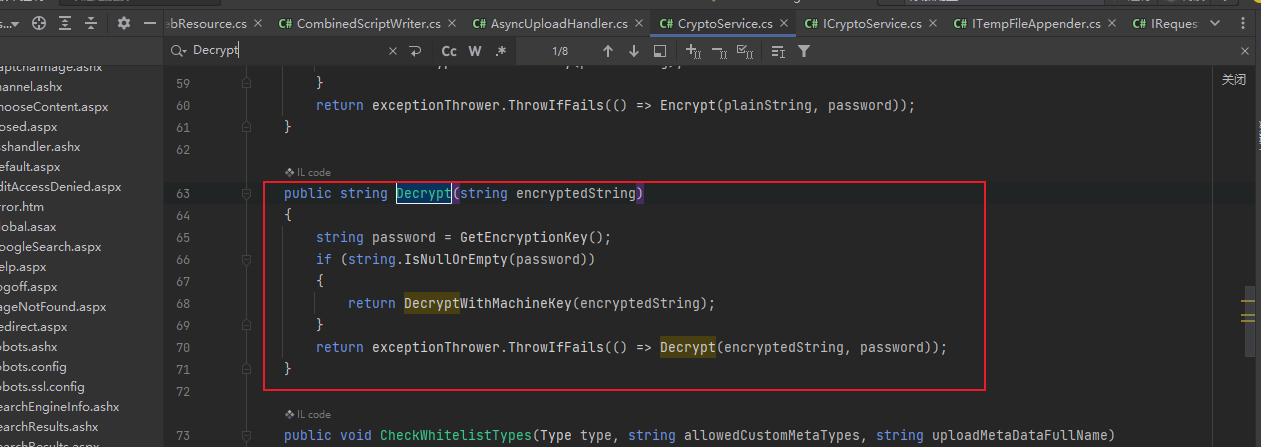 ebResource.cs × C# CombinedScriptWriter.cs × C# AsyncUploadHandler.cs × C# CryptoService.cs × C# ICryptoService.cs × C# ITempFileAppender.cs × C# IReques
Decrypt × Cc W .* 1/8
关闭
aptchaImage.ashx
hannel.ashx
hooseContent.aspx
osed.aspx
sshandler.ashx
efault.aspx
ditAccessDenied.aspx
rror.htm
lobal.asax
oogleSearch.aspx
elp.aspx
ogoff.aspx
ageNotFound.aspx
edirect.aspx
obots.ashx
obots.config
obots.ssl.config
earchEngineInfo.ashx
earchResults.ashx
earchResults.aspx
59 }
60 return exceptionThrower.ThrowIfFails(() => Encrypt(plainString, password));
61 }
62
IL code
63 public string Decrypt(string encryptedString)
64 {
65 string password = GetEncryptionKey();
66 if (string.IsNullOrEmpty(password))
67 {
68 return DecryptWithMachineKey(encryptedString);
69 }
70 return exceptionThrower.ThrowIfFails(() => Decrypt(encryptedString, password));
71 }
72
IL code
73 public void CheckWhitelistTypes(Type type, string allowedCustomMetaTypes, string uploadMetaDataFullName)